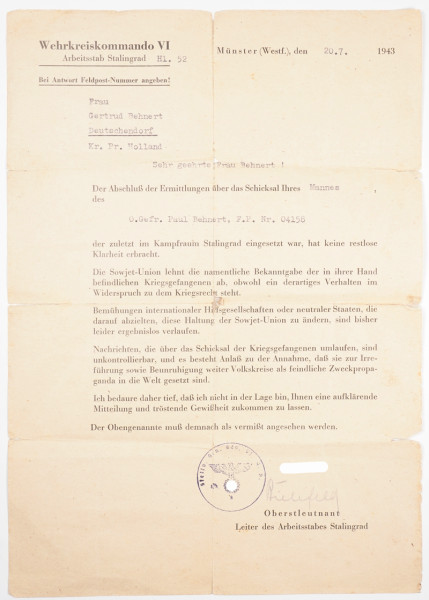 Wehrkreiskommando VI
Arbeitsstab Stalingrad Hl. 52
Münster (Westf.), den 20.7. 1943
Bei Antwort Feldpost-Nummer angeben!
Frau
Gertrud Rehnert
Deutschendorf
Kr. Pr. Holland
Sehr geehrte Frau Rehnert !
Der Abschluß der Ermittlungen über das Schicksal Ihres Mannes
des
O.Gefr. Paul Rehnert, F.P. Nr. 04158
der zuletzt im Kampfraum Stalingrad eingesetzt war, hat keine restlose
Klarheit erbracht.
Die Sowjet-Union lehnt die namentliche Bekanntgabe der in ihrer Hand
befindlichen Kriegsgefangenen ab, obwohl ein derartiges Verhalten im
Widerspruch zu dem Kriegsrecht steht.
Bemühungen internationaler Hilfsgesellschaften oder neutraler Staaten, die
darauf abzielten, diese Haltung der Sowjet-Union zu ändern, sind bisher
leider ergebnislos verlaufen.
Nachrichten, die über das Schicksal der Kriegsgefangenen umlaufen, sind
unkontrollierbar, und es besteht Anlaß zu der Annahme, daß sie zur Irre-
führung sowie Beunruhigung weiter Volkskreise als feindliche Zweckpropa-
ganda in die Welt gesetzt sind.
Ich bedaure daher tief, daß ich nicht in der Lage bin, Ihnen eine aufklärende
Mitteilung und tröstende Gewißheit zukommen zu lassen.
Der Obengenannte muß demnach als vermißt angesehen werden.
Oberstleutnant
Leiter des Arbeitsstabes Stalingrad